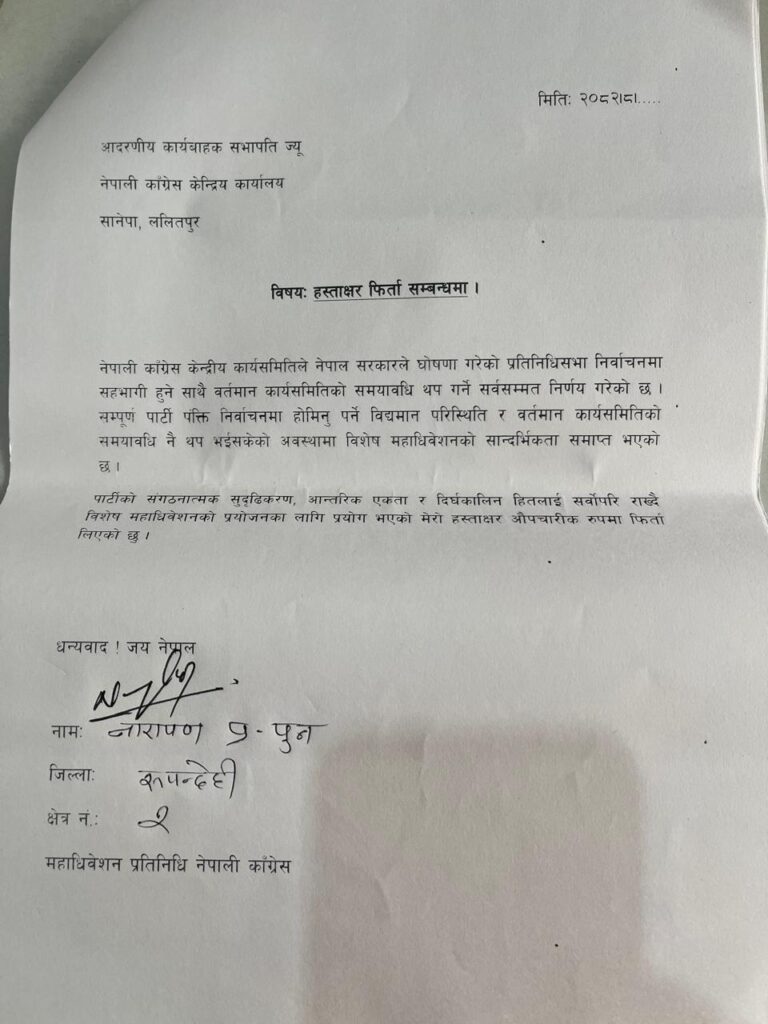 मितिः २०८२।८।.....
आदरणीय कार्यवाहक सभापति ज्यू
नेपाली काँग्रेस केन्द्रिय कार्यालय
सानेपा, ललितपुर
विषयः हस्ताक्षर फिर्ता सम्बन्धमा ।
नेपाली काँग्रेस केन्द्रीय कार्यसमितिले नेपाल सरकारले घोषणा गरेको प्रतिनिधिसभा निर्वाचनमा
सहभागी हुने साथै वर्तमान कार्यसमितिको समयावधि थप गर्ने सर्वसम्मत निर्णय गरेको छ ।
सम्पूर्ण पार्टी पंक्ति निर्वाचनमा होमिनु पर्ने विद्यमान परिस्थिति र वर्तमान कार्यसमितिको
समयावधि नै थप भईसकेको अवस्थामा विशेष महाधिवेशनको सान्दर्भिकता समाप्त भएको
छ ।
पार्टीको संगठनात्मक सुदृढिकरण, आन्तरिक एकता र दिर्घकालिन हितलाई सर्वोपरि राख्दै
विशेष महाधिवेशनको प्रयोजनका लागि प्रयोग भएको मेरो हस्ताक्षर औपचारीक रुपमा फिर्ता
लिएको छु ।
धन्यवाद ! जय नेपाल
नामः नारायण प्र - पुन
जिल्लाः रूपन्देही
क्षेत्र नं.: २
महाधिवेशन प्रतिनिधि नेपाली काँग्रेस